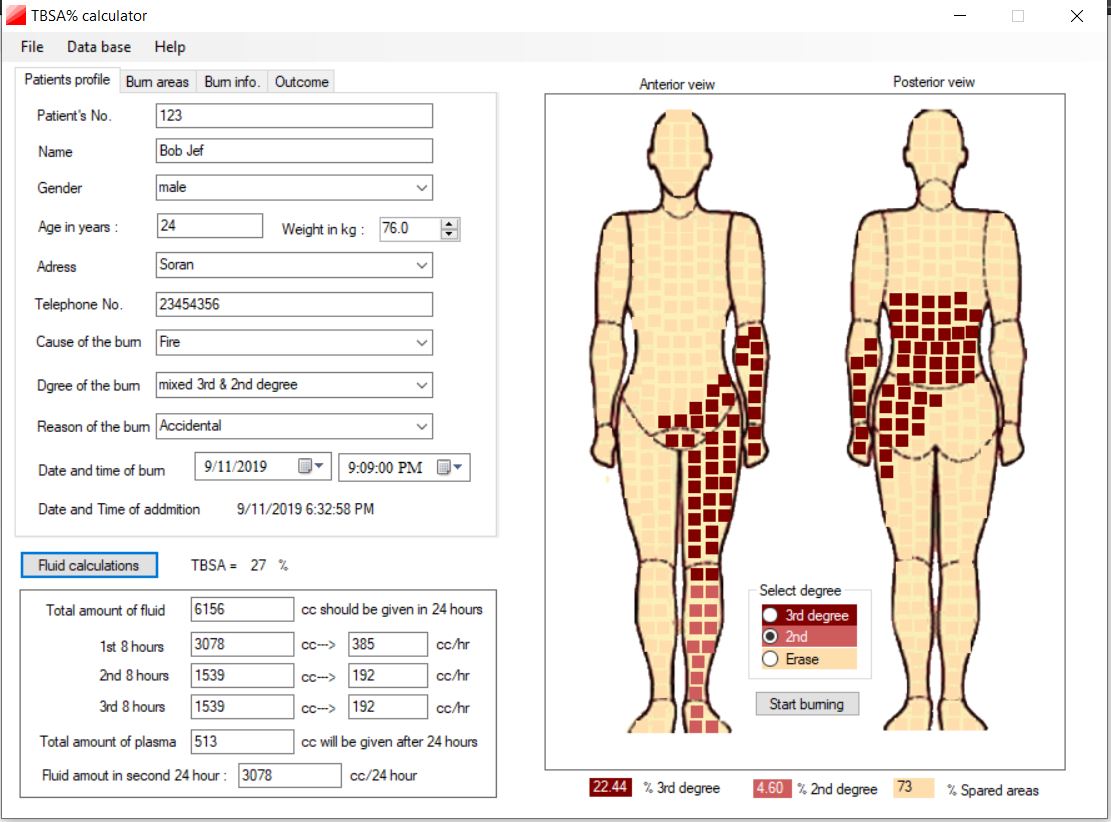 TBSA% calculator
File Data base Help
Patients profile Burn areas Burn info. Outcome
Patient's No. 123
Name Bob Jef
Gender male
Age in years : 24 Weight in kg : 76.0
Adress Soran
Telephone No. 23454356
Cause of the burn Fire
Dgree of the burn mixed 3rd & 2nd degree
Reason of the burn Accidental
Date and time of burn 9/11/2019 9:09:00 PM
Date and Time of addmition 9/11/2019 6:32:58 PM
Fluid calculations TBSA = 27 %
Total amount of fluid 6156 cc should be given in 24 hours
1st 8 hours 3078 cc---> 385 cc/hr
2nd 8 hours 1539 cc---> 192 cc/hr
3rd 8 hours 1539 cc---> 192 cc/hr
Total amount of plasma 513 cc will be given after 24 hours
Fluid amout in second 24 hour : 3078 cc/24 hour
Anterior veiw Posterior veiw
Select degree
3rd degree
2nd
Erase
Start burning
22.44 % 3rd degree 4.60 % 2nd degree 73 % Spared areas